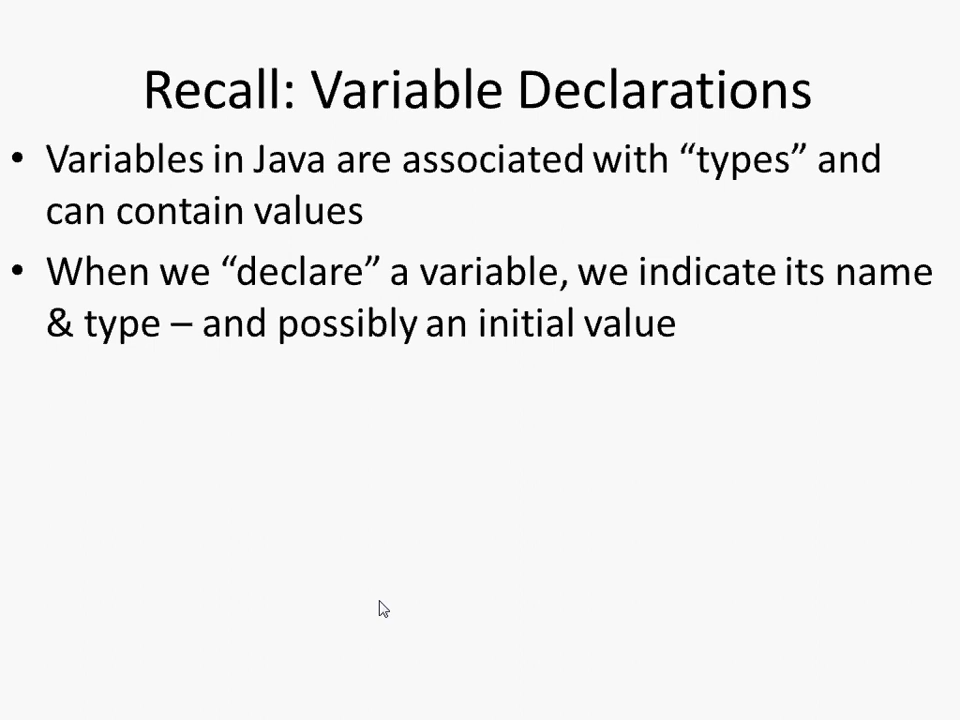 Recall: Variable Declarations
• Variables in Java are associated with “types” and
can contain values
• When we “declare” a variable, we indicate its name
& type – and possibly an initial value